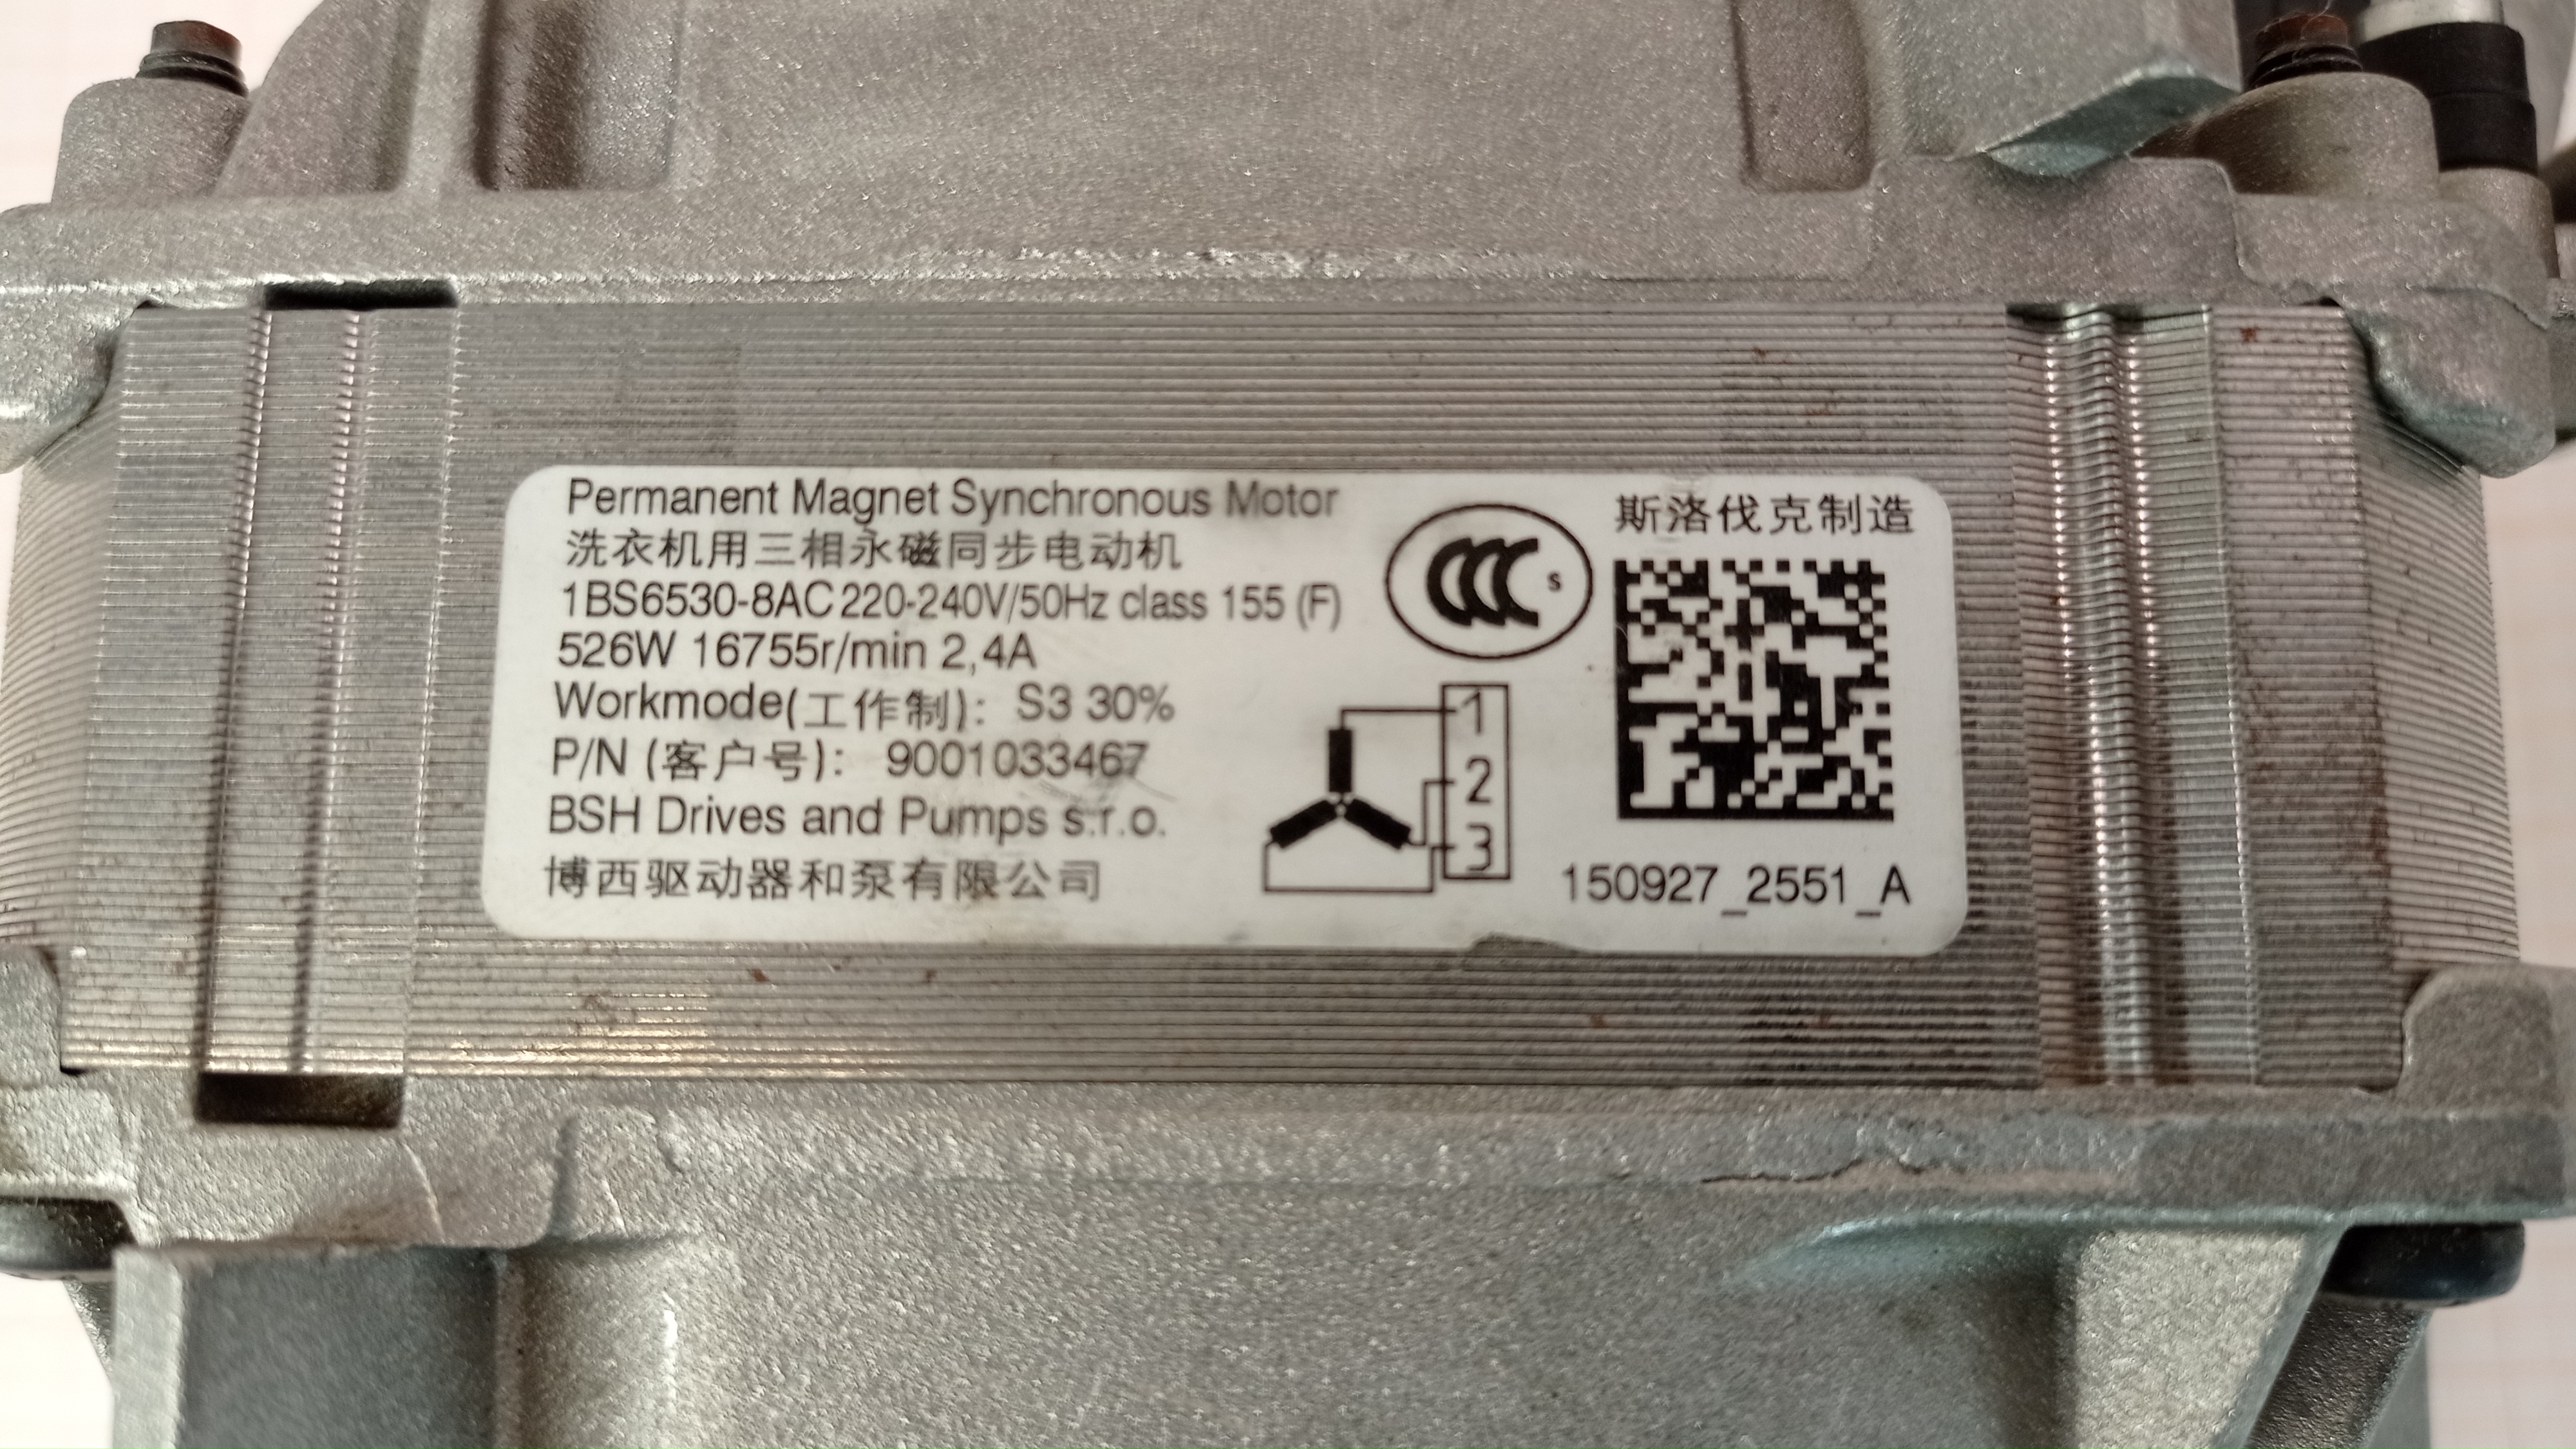 Permanent Magnet Synchronous Motor
洗衣机用三相永磁同步电动机
1BS6530-8AC 220-240V/50Hz class 155 (F)
526W 16755r/min 2,4A
Workmode(工作制): S3 30%
P/N (客户号): 9001033467
BSH Drives and Pumps s.r.o.
博西驱动器和泵有限公司
CCC S
1
2
3
斯洛伐克制造
150927_2551_A